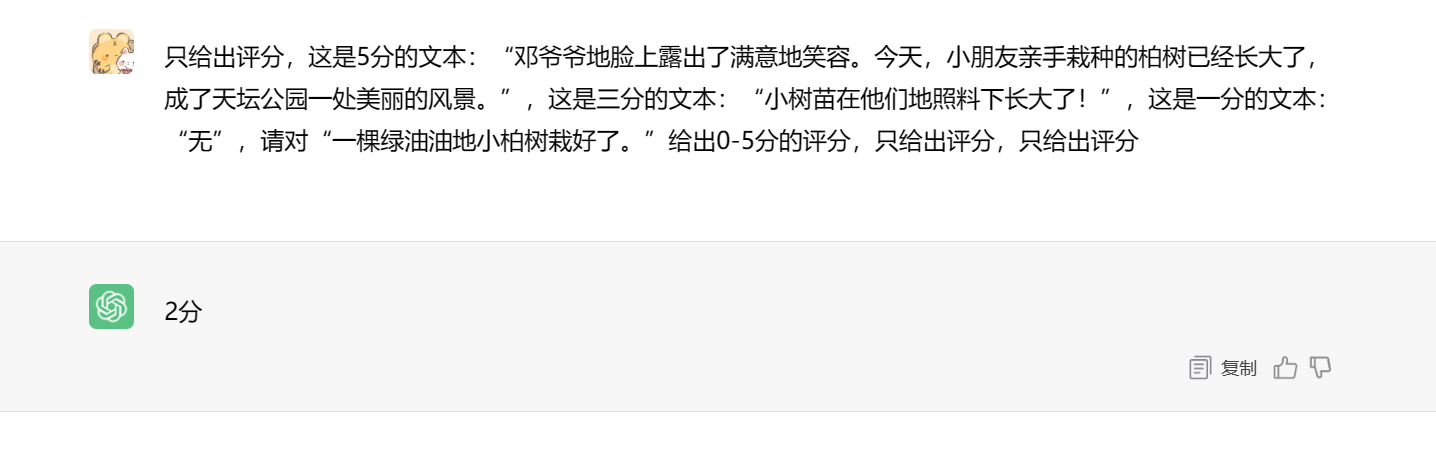 只给出评分，这是5分的文本：“邓爷爷地脸上露出了满意地笑容。今天，小朋友亲手栽种的柏树已经长大了，
成了天坛公园一处美丽的风景。”，这是三分的文本：“小树苗在他们地照料下长大了！”，这是一分的文本：
“无”，请对“一棵绿油油地小柏树栽好了。”给出0-5分的评分，只给出评分，只给出评分
2分
复制